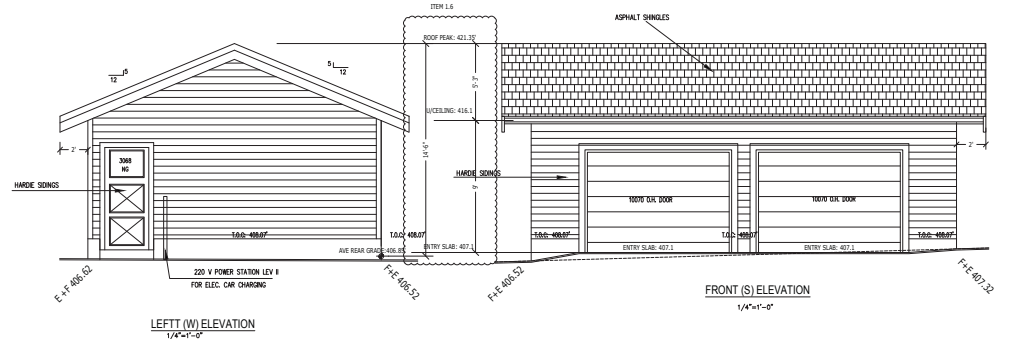 ITEM 1.6
ASPHALT SHINGLES
ROOF PEAK: 421.35'
5
12
5
12
5'-3"
U/CEILING: 416.1
14'-6"
2'
2'
3068
NG
HARDIE SIDINGS
HARDIE SIDINGS
9'
10070 O.H. DOOR
10070 O.H. DOOR
T.O.C: 408.07'
T.O.C: 408.07'
T.O.C: 408.07'
T.O.C: 408.07'
T.O.C: 408.07'
AVE REAR GRADE:406.85
ENTRY SLAB: 407.1
ENTRY SLAB: 407.1
ENTRY SLAB: 407.1
E +F 406.62
220 V POWER STATION LEV II
FOR ELEC. CAR CHARGING
F+E 406.52
F+E 406.52
F+E 407.32
LEFTT (W) ELEVATION
1/4"=1'-0"
FRONT (S) ELEVATION
1/4"=1'-0"